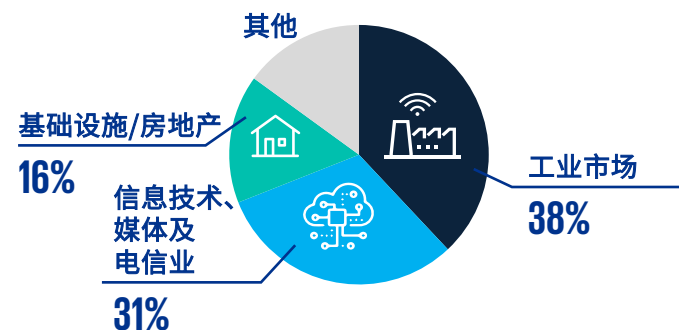 其他
基础设施/房地产
16%
信息技术、
媒体及
电信业
31%
工业市场
38%